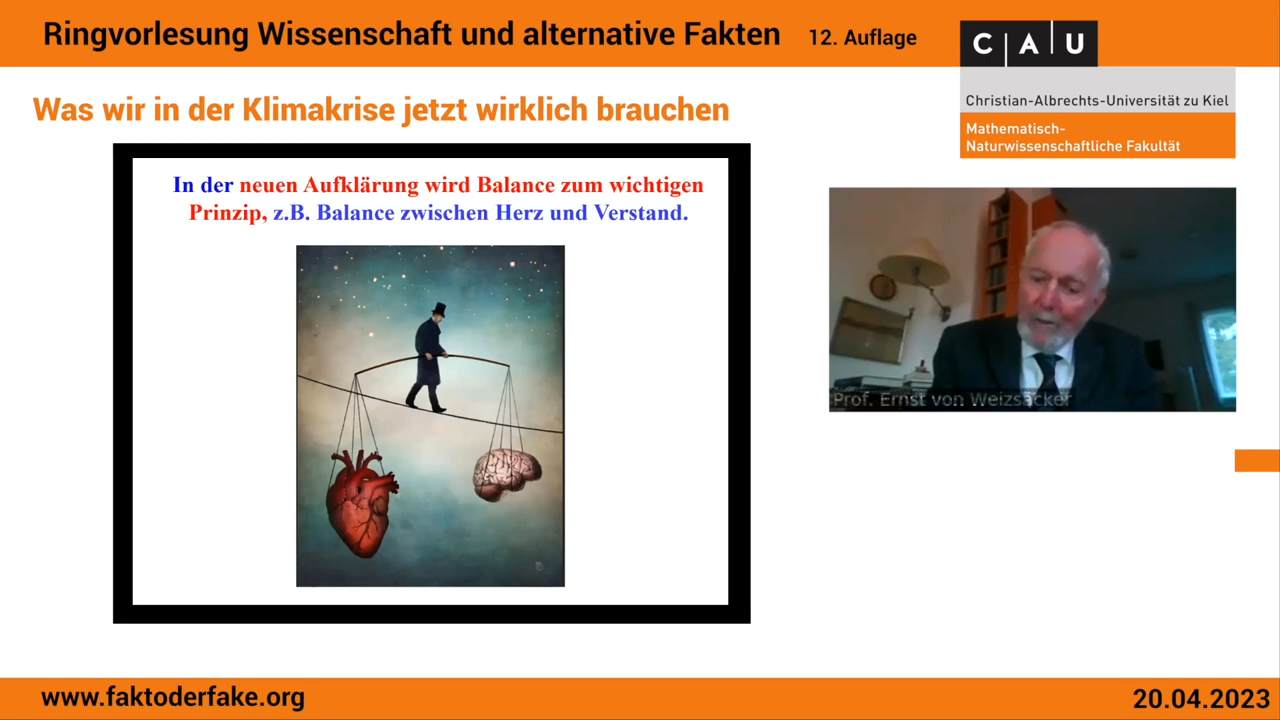 Ringvorlesung Wissenschaft und alternative Fakten 12. Auflage
C A U
Christian-Albrechts-Universität zu Kiel
Mathematisch-
Naturwissenschaftliche Fakultät
Was wir in der Klimakrise jetzt wirklich brauchen
In der neuen Aufklärung wird Balance zum wichtigen
Prinzip, z.B. Balance zwischen Herz und Verstand.
Prof. Ernst von Weizsäcker
www.faktoderfake.org
20.04.2023